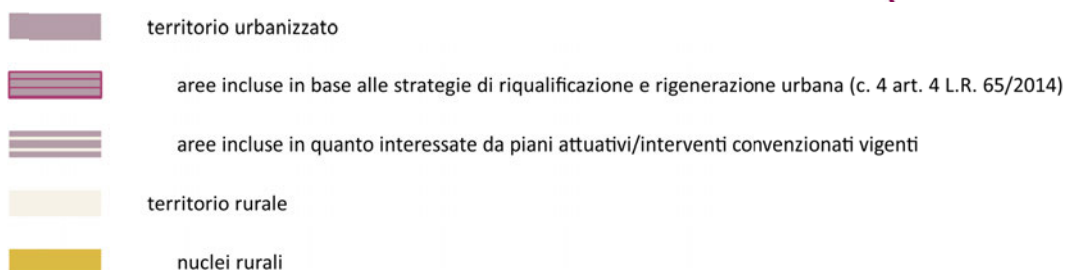 territorio urbanizzato
aree incluse in base alle strategie di riqualificazione e rigenerazione urbana (c. 4 art. 4 L.R. 65/2014)
aree incluse in quanto interessate da piani attuativi/interventi convenzionati vigenti
territorio rurale
nuclei rurali